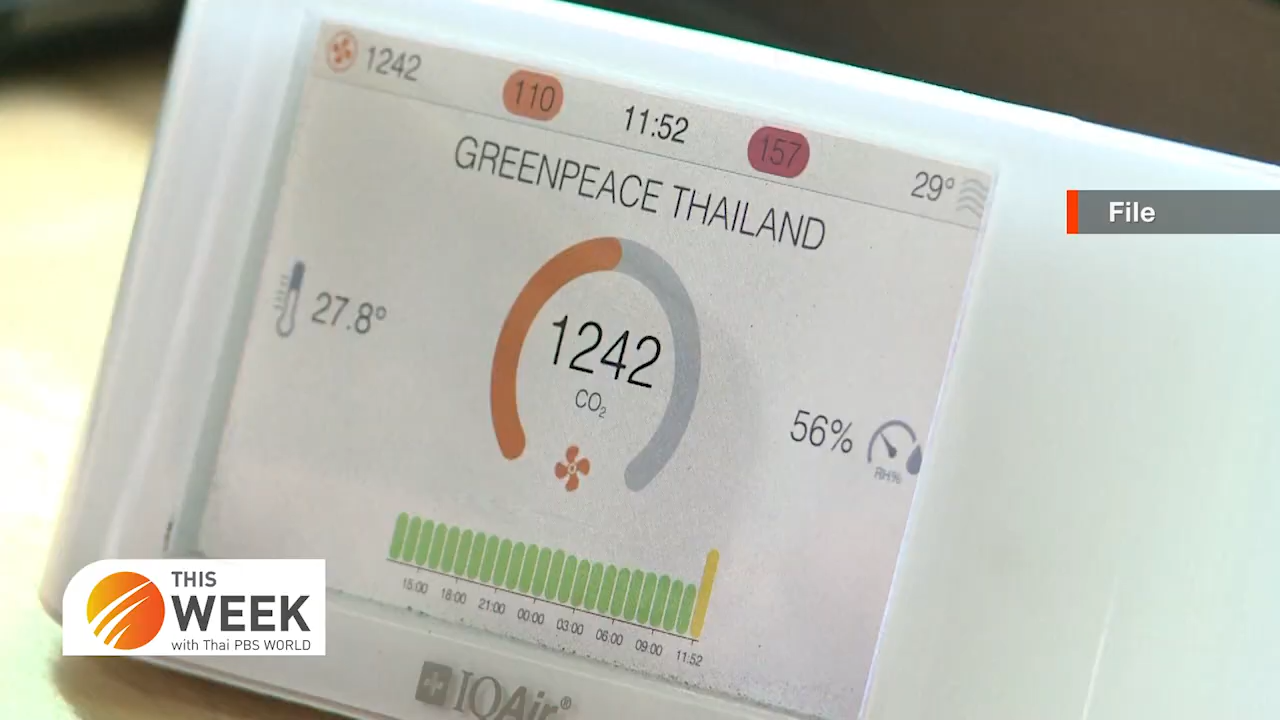 1242 110 11:52 157 29°
GREENPEACE THAILAND
File
27.8°
1242
CO₂
56%
RH%
15:00 18:00 21:00 00:00 03:00 06:00 09:00 11:52
IQAir®
THIS
WEEK
with Thai PBS WORLD